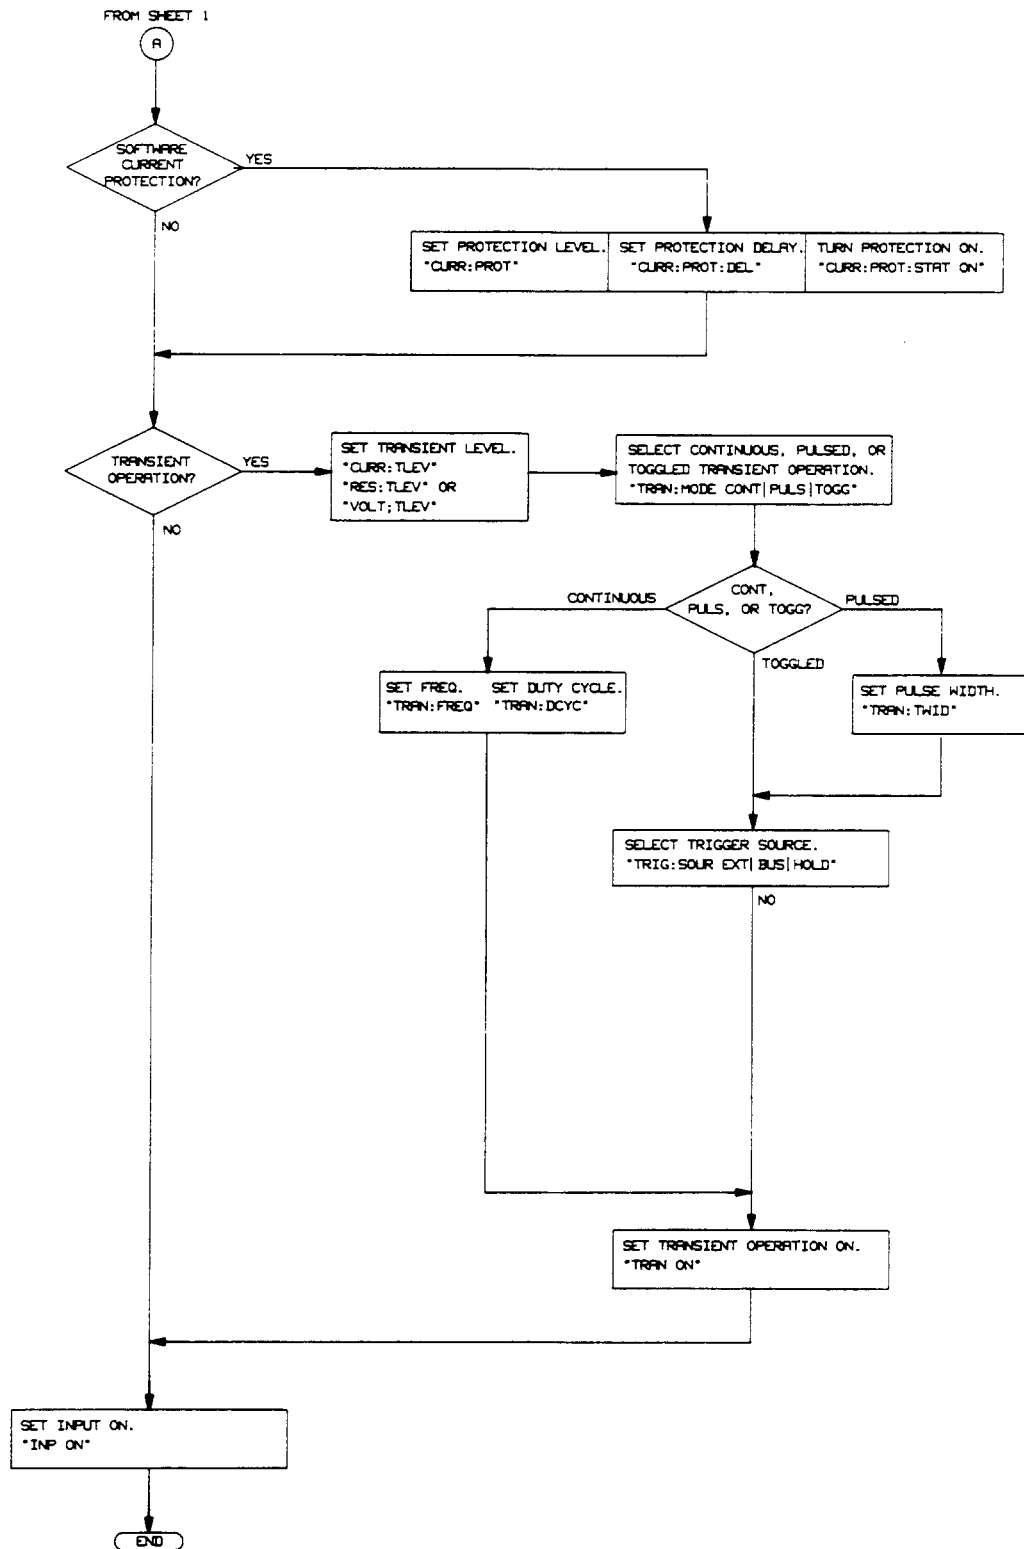 FROM SHEET 1
A
SOFTWARE
CURRENT
PROTECTION?
YES
NO
SET PROTECTION LEVEL.
"CURR:PROT"
SET PROTECTION DELAY.
"CURR:PROT:DEL"
TURN PROTECTION ON.
"CURR:PROT:STAT ON"
TRANSIENT
OPERATION?
YES
NO
SET TRANSIENT LEVEL.
"CURR:TLEV"
"RES:TLEV" OR
"VOLT;TLEV"
SELECT CONTINUOUS, PULSED, OR
TOGGLED TRANSIENT OPERATION.
"TRAN:MODE CONT|PULS|TOGG"
CONT,
PULS, OR TOGG?
CONTINUOUS
PULSED
TOGGLED
SET FREQ.
"TRAN:FREQ"
SET DUTY CYCLE.
"TRAN:DCYC"
SET PULSE WIDTH.
"TRAN:TWID"
SELECT TRIGGER SOURCE.
"TRIG:SOUR EXT|BUS|HOLD"
NO
SET TRANSIENT OPERATION ON.
"TRAN ON"
SET INPUT ON.
"INP ON"
END